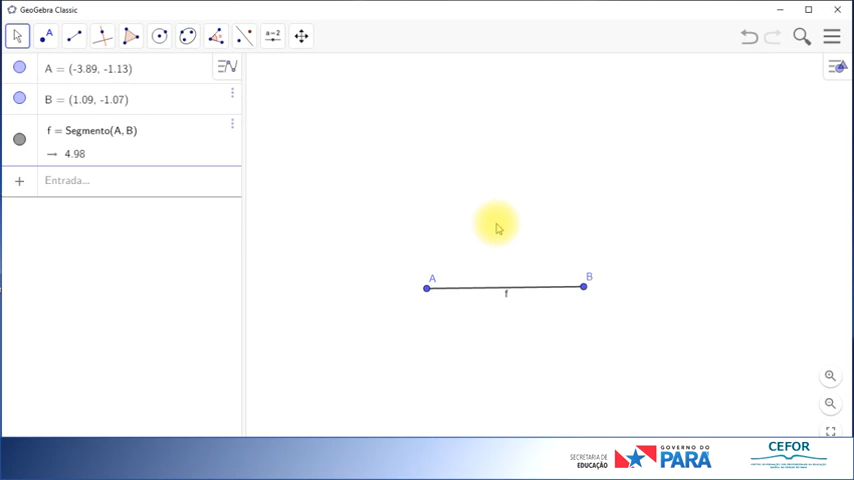 GeoGebra Classic
A
a=2
A = (-3.89, -1.13)
B = (1.09, -1.07)
f = Segmento(A, B)
→ 4.98
Entrada...
A
B
f
SECRETARIA DE
EDUCAÇÃO
GOVERNO DO
PARÁ
CEFOR